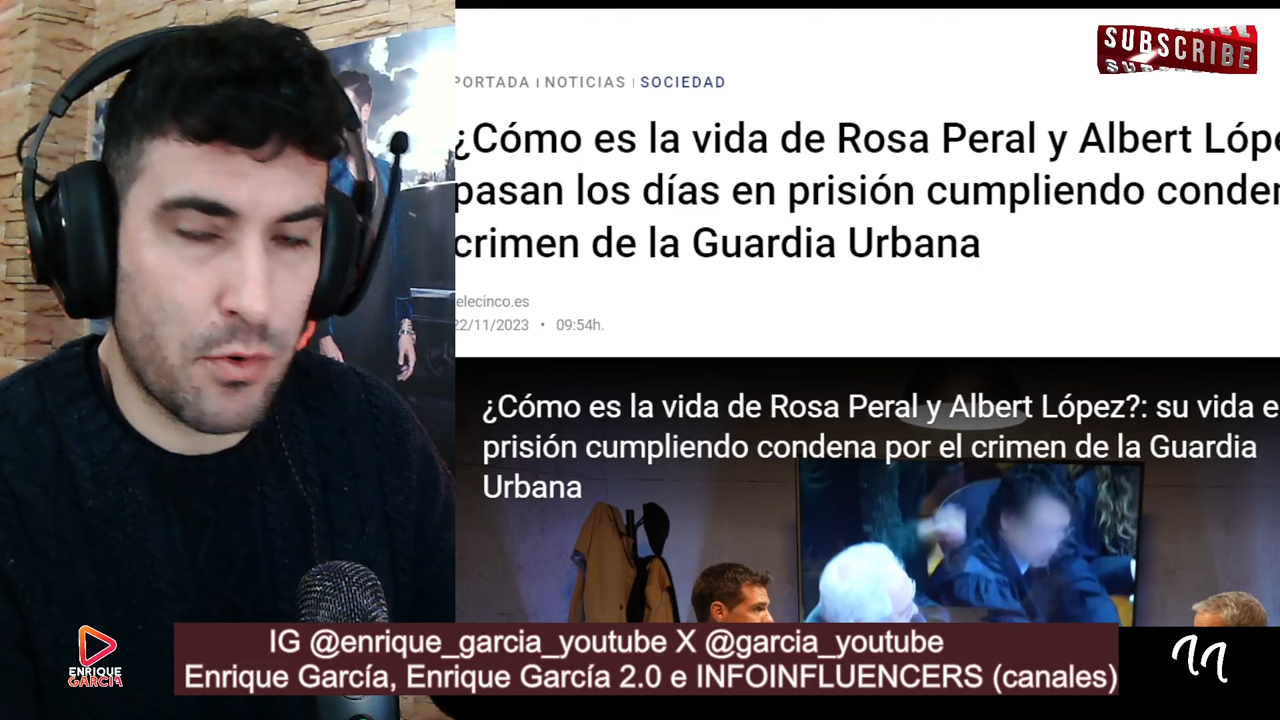 SUBSCRIBE
PORTADA | NOTICIAS | SOCIEDAD
¿Cómo es la vida de Rosa Peral y Albert Lópe
pasan los días en prisión cumpliendo conden
crimen de la Guardia Urbana
elecinco.es
22/11/2023 • 09:54h.
¿Cómo es la vida de Rosa Peral y Albert López?: su vida e
prisión cumpliendo condena por el crimen de la Guardia
Urbana
IG @enrique_garcia_youtube X @garcia_youtube
Enrique García, Enrique García 2.0 e INFOINFLUENCERS (canales)
ENRIQUE
GARCÍA